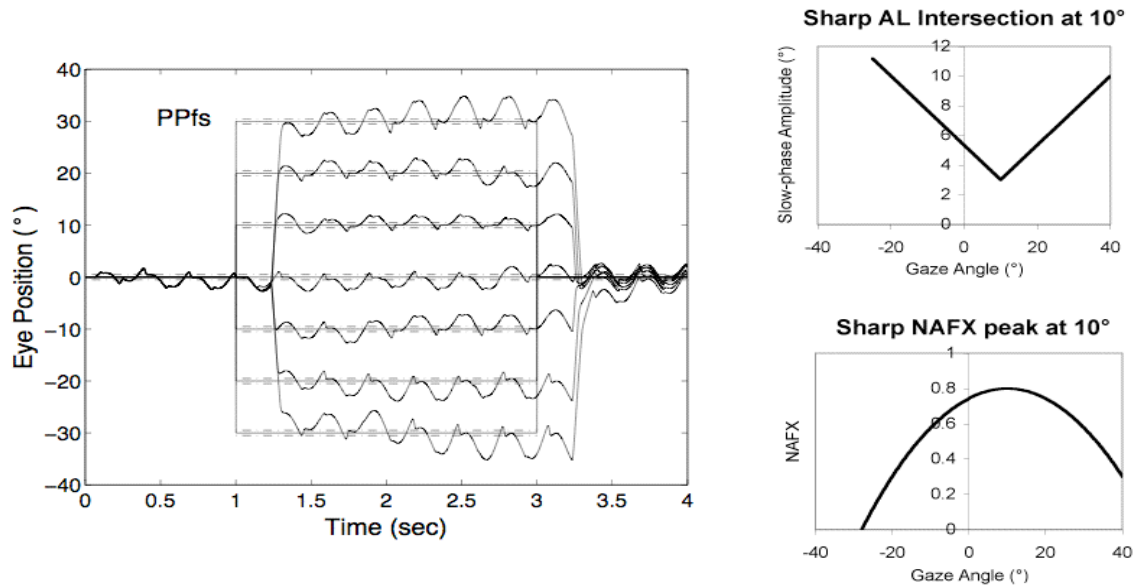 PPfs
40
30
20
10
0
-10
-20
-30
-40
Eye Position (°)
0 0.5 1 1.5 2 2.5 3 3.5 4
Time (sec)
Sharp AL Intersection at 10°
Slow-phase Amplitude (°)
12
10
8
6
4
2
0
-40 -20 0 20 40
Gaze Angle (°)
Sharp NAFX peak at 10°
NAFX
1
0.8
0.6
0.4
0.2
0
-40 -20 0 20 40
Gaze Angle (°)